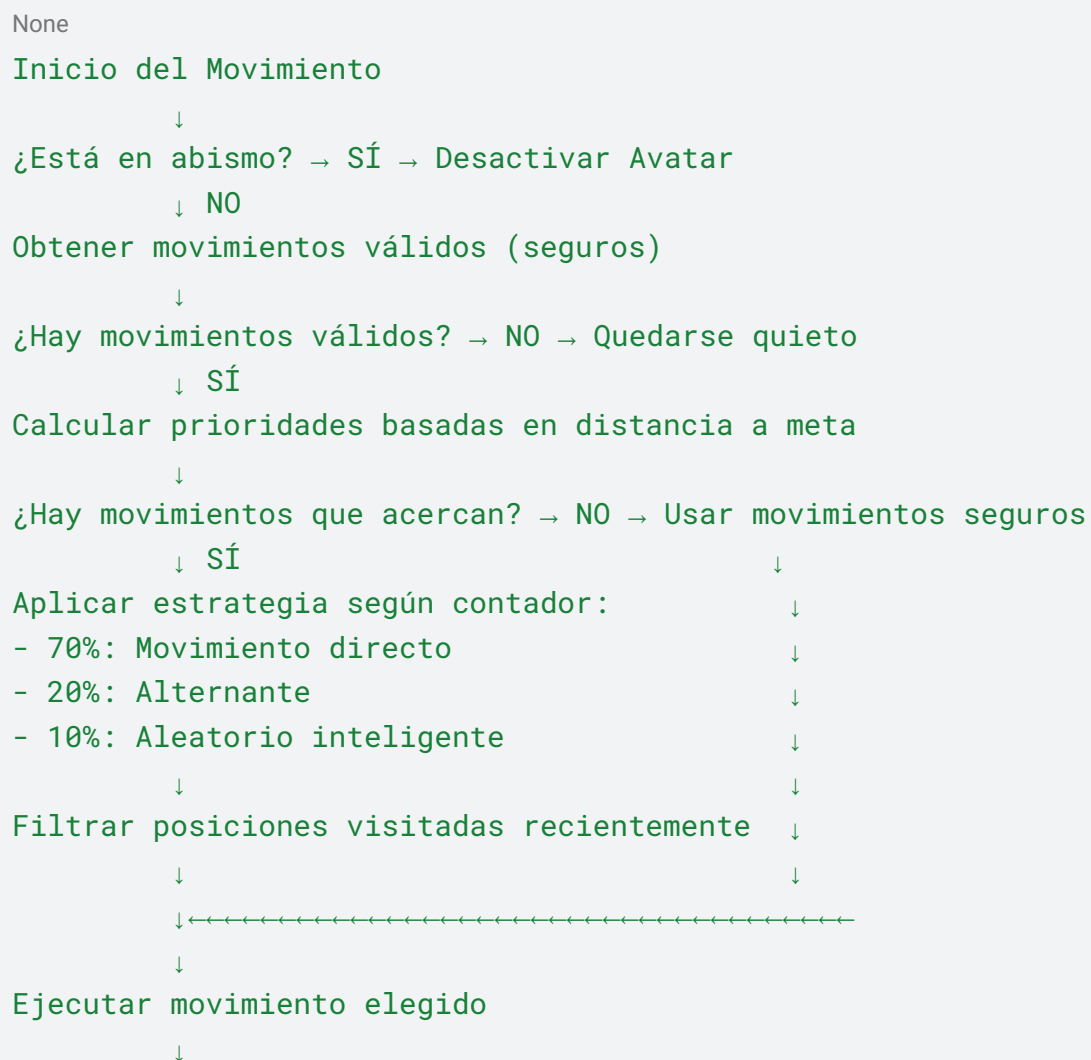 None
Inicio del Movimiento
↓
¿Está en abismo? → SÍ → Desactivar Avatar
↓ NO
Obtener movimientos válidos (seguros)
↓
¿Hay movimientos válidos? → NO → Quedarse quieto
↓ SÍ
Calcular prioridades basadas en distancia a meta
↓
¿Hay movimientos que acercan? → NO → Usar movimientos seguros
↓ SÍ ↓
Aplicar estrategia según contador: ↓
- 70%: Movimiento directo ↓
- 20%: Alternante ↓
- 10%: Aleatorio inteligente ↓
↓ ↓
Filtrar posiciones visitadas recientemente ↓
↓ ↓
↓←←←←←←←←←←←←←←←←←←←←←←←←←←←←←←←←←←←←←
↓
Ejecutar movimiento elegido
↓